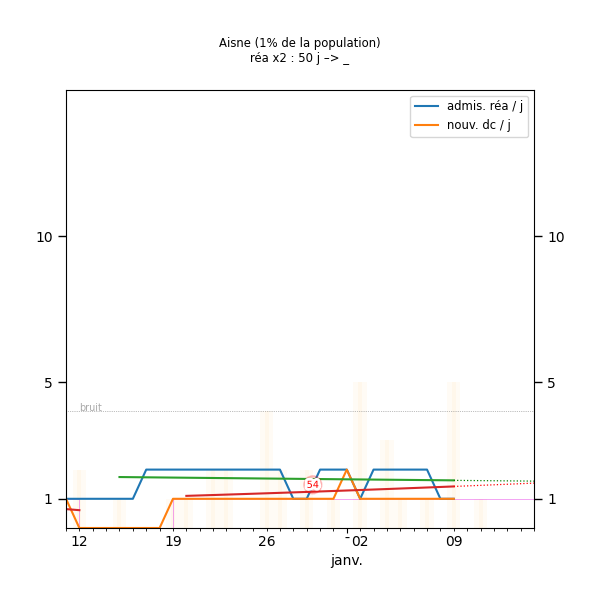 Aisne (1% de la population)
réa x2 : 50 j –> _
admis. réa / j
nouv. dc / j
10 10
5 5
bruit
54
1 1
12 19 26 02 09
janv.